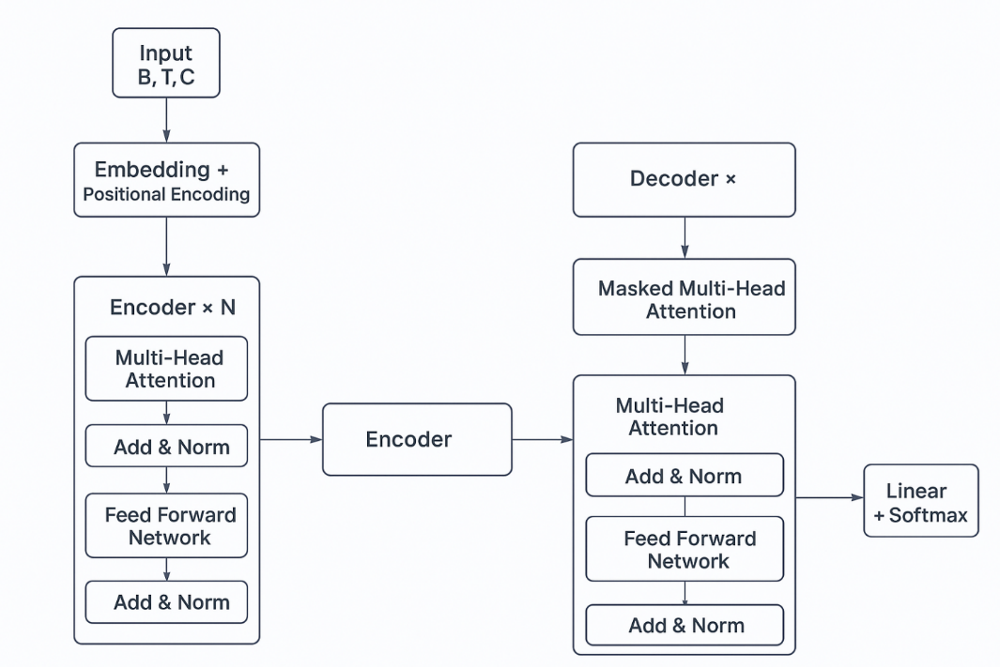 Input
B, T, C
Embedding +
Positional Encoding
Encoder × N
Multi-Head
Attention
Add & Norm
Feed Forward
Network
Add & Norm
Encoder
Decoder ×
Masked Multi-Head
Attention
Multi-Head
Attention
Add & Norm
Feed Forward
Network
Add & Norm
Linear
+ Softmax